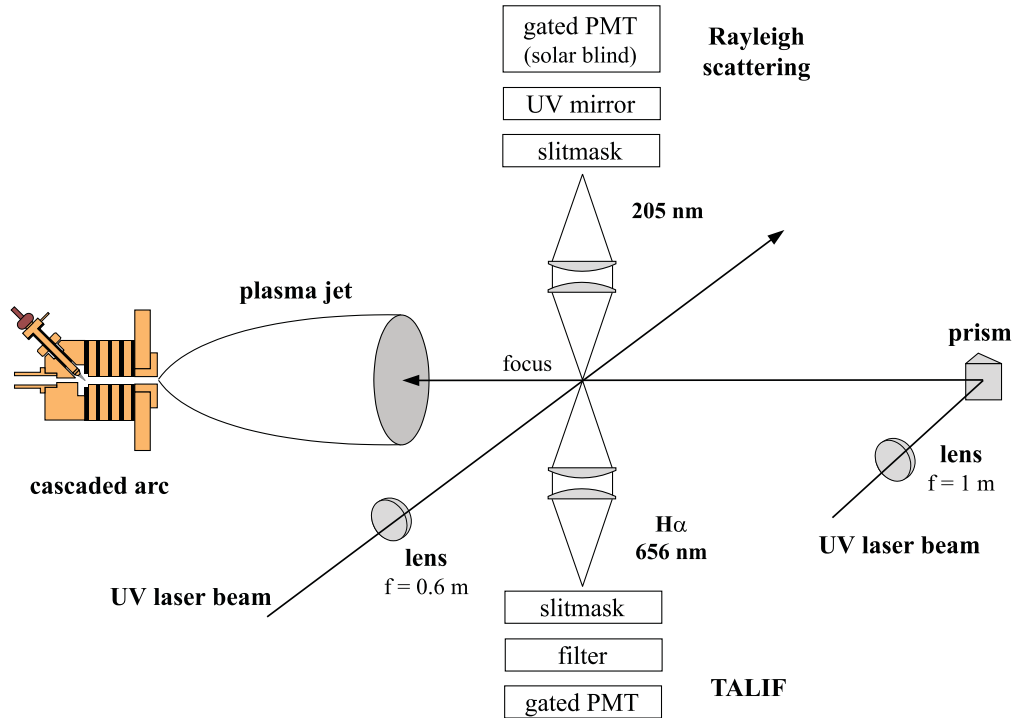 gated PMT
(solar blind)
Rayleigh
scattering
UV mirror
slitmask
205 nm
plasma jet
prism
focus
cascaded arc
lens
f = 1 m
Hα
656 nm
UV laser beam
lens
f = 0.6 m
UV laser beam
slitmask
filter
TALIF
gated PMT